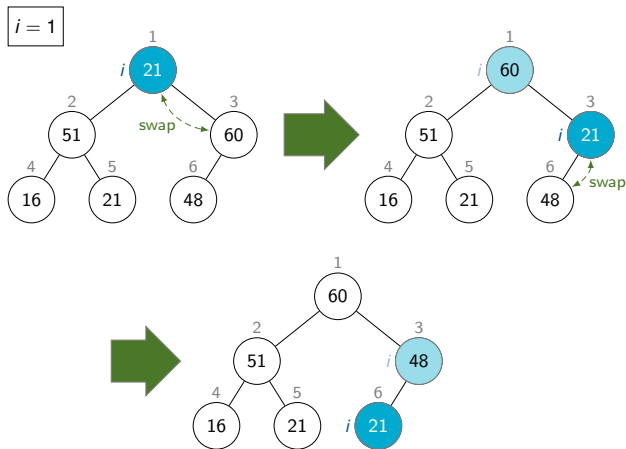 i = 1
1
i 21
2 3
51 swap 60
4 5 6
16 21 48
1
i 60
2 3
51 i 21
4 5 6
16 21 48 swap
1
60
2 3
51 i 48
4 5 6
16 21 i 21